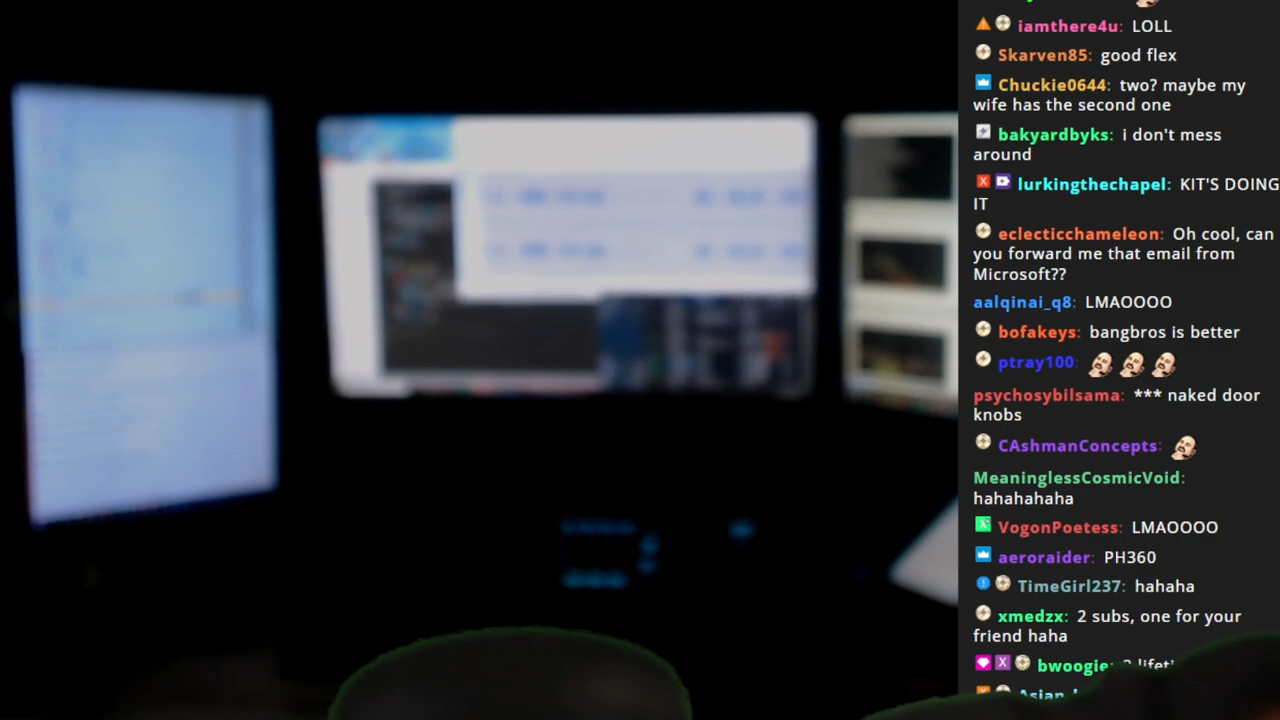 iamthere4u: LOLL
Skarven85: good flex
Chuckie0644: two? maybe my
wife has the second one
bakyardbyks: i don't mess
around
lurkingthechapel: KIT'S DOING
IT
eclecticchameleon: Oh cool, can
you forward me that email from
Microsoft??
aalqinai_q8: LMAOOOO
bofakeys: bangbros is better
ptray100:
psychosybilsama: *** naked door
knobs
CAshmanConcepts:
MeaninglessCosmicVoid:
hahahahaha
VogonPoetess: LMAOOOO
aeroraider: PH360
TimeGirl237: hahaha
xmedzx: 2 subs, one for your
friend haha
bwoogie: